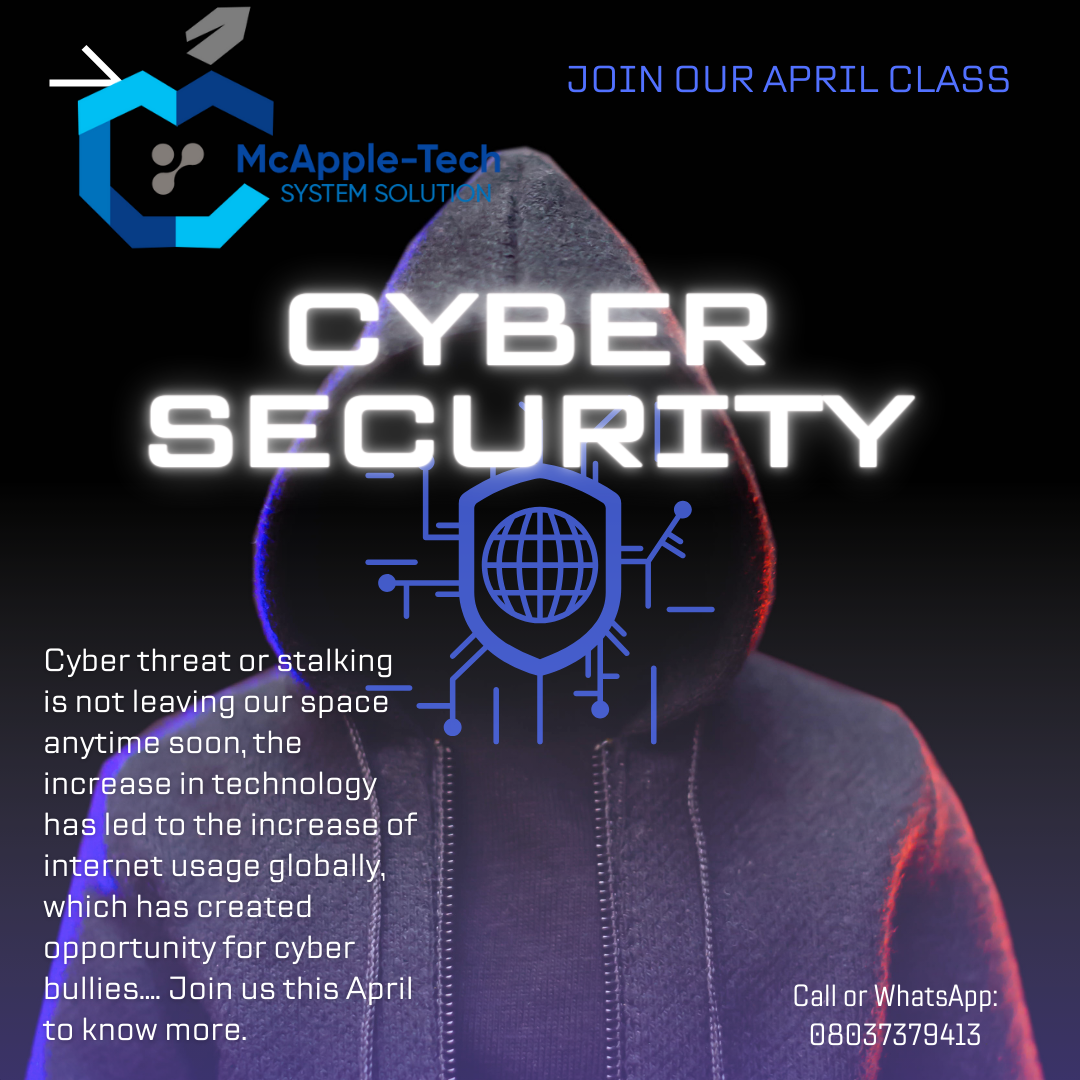 JOIN OUR APRIL CLASS
McApple-Tech
SYSTEM SOLUTION
CYBER
SECURITY
Cyber threat or stalking
is not leaving our space
anytime soon, the
increase in technology
has led to the increase of
internet usage globally,
which has created
opportunity for cyber
bullies.... Join us this April
to know more.
Call or WhatsApp:
08037379413